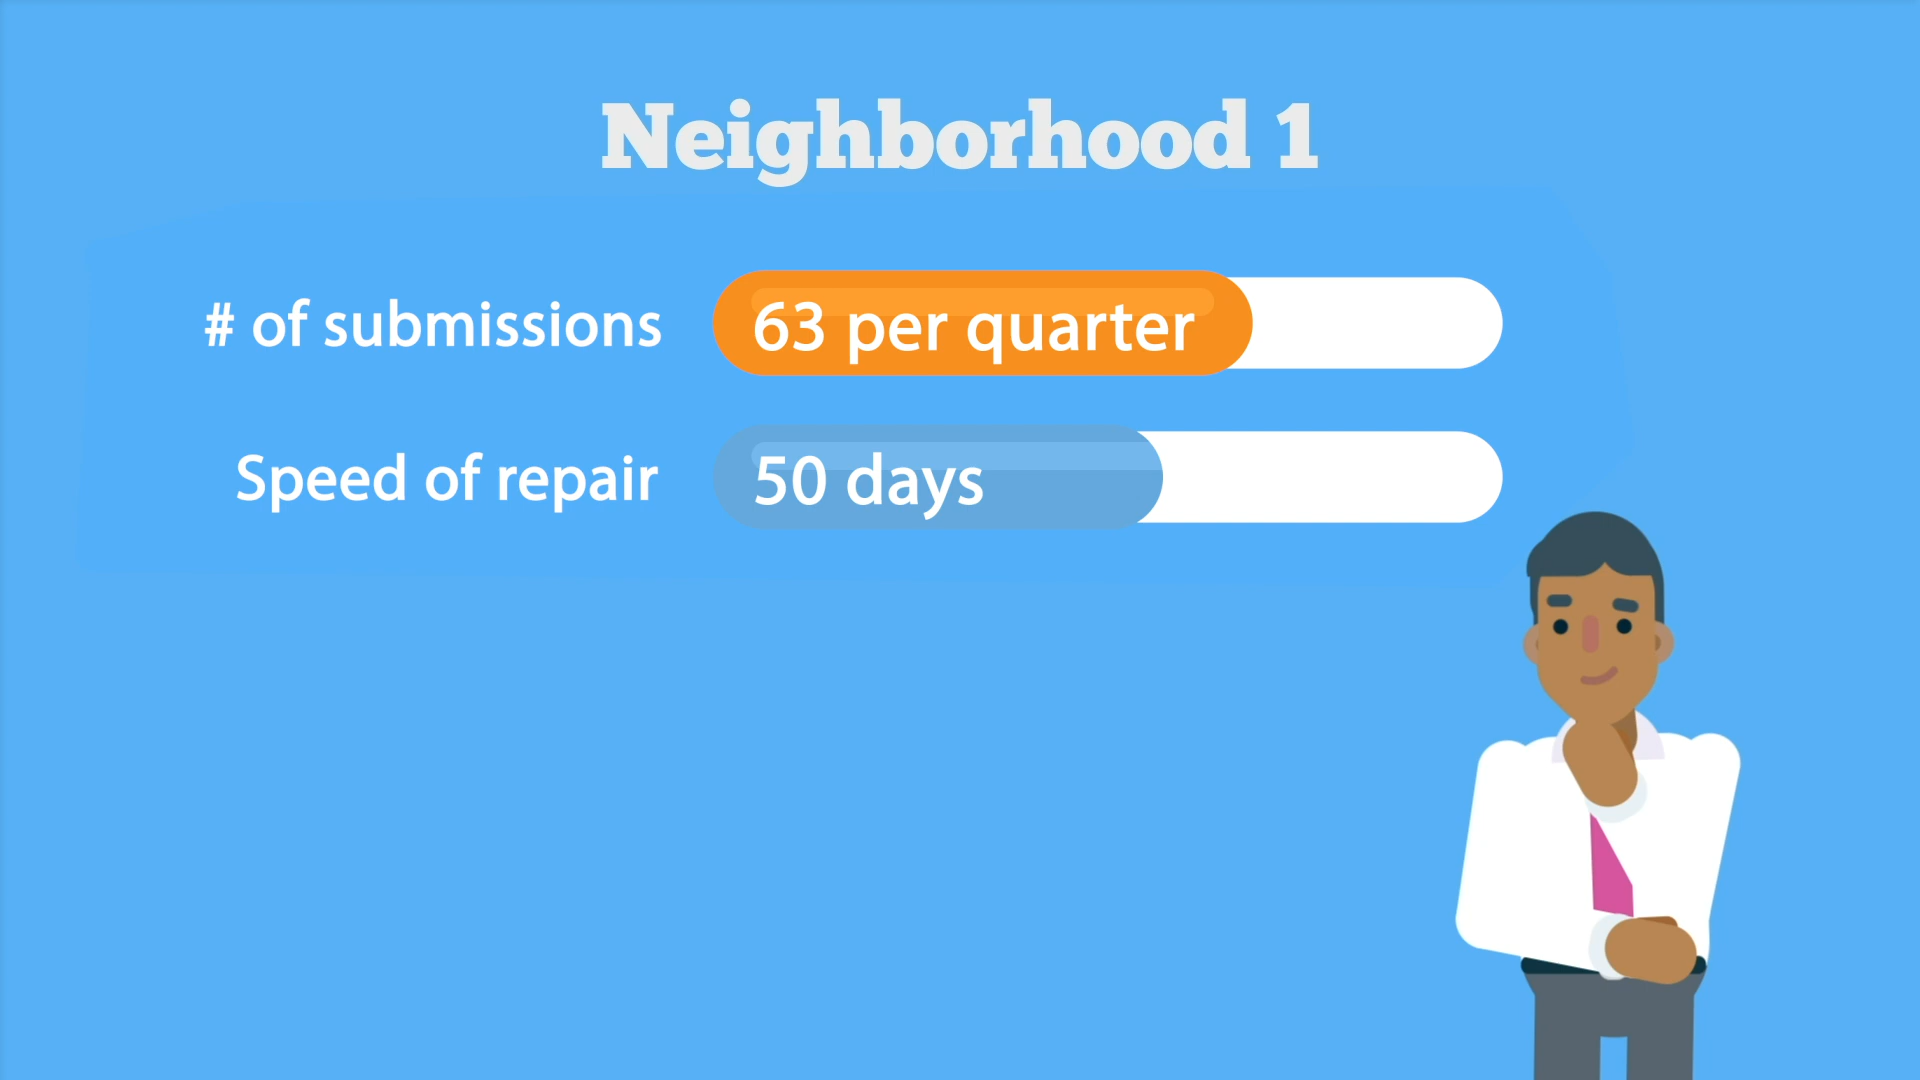 Neighborhood 1
# of submissions
63 per quarter
Speed of repair
50 days